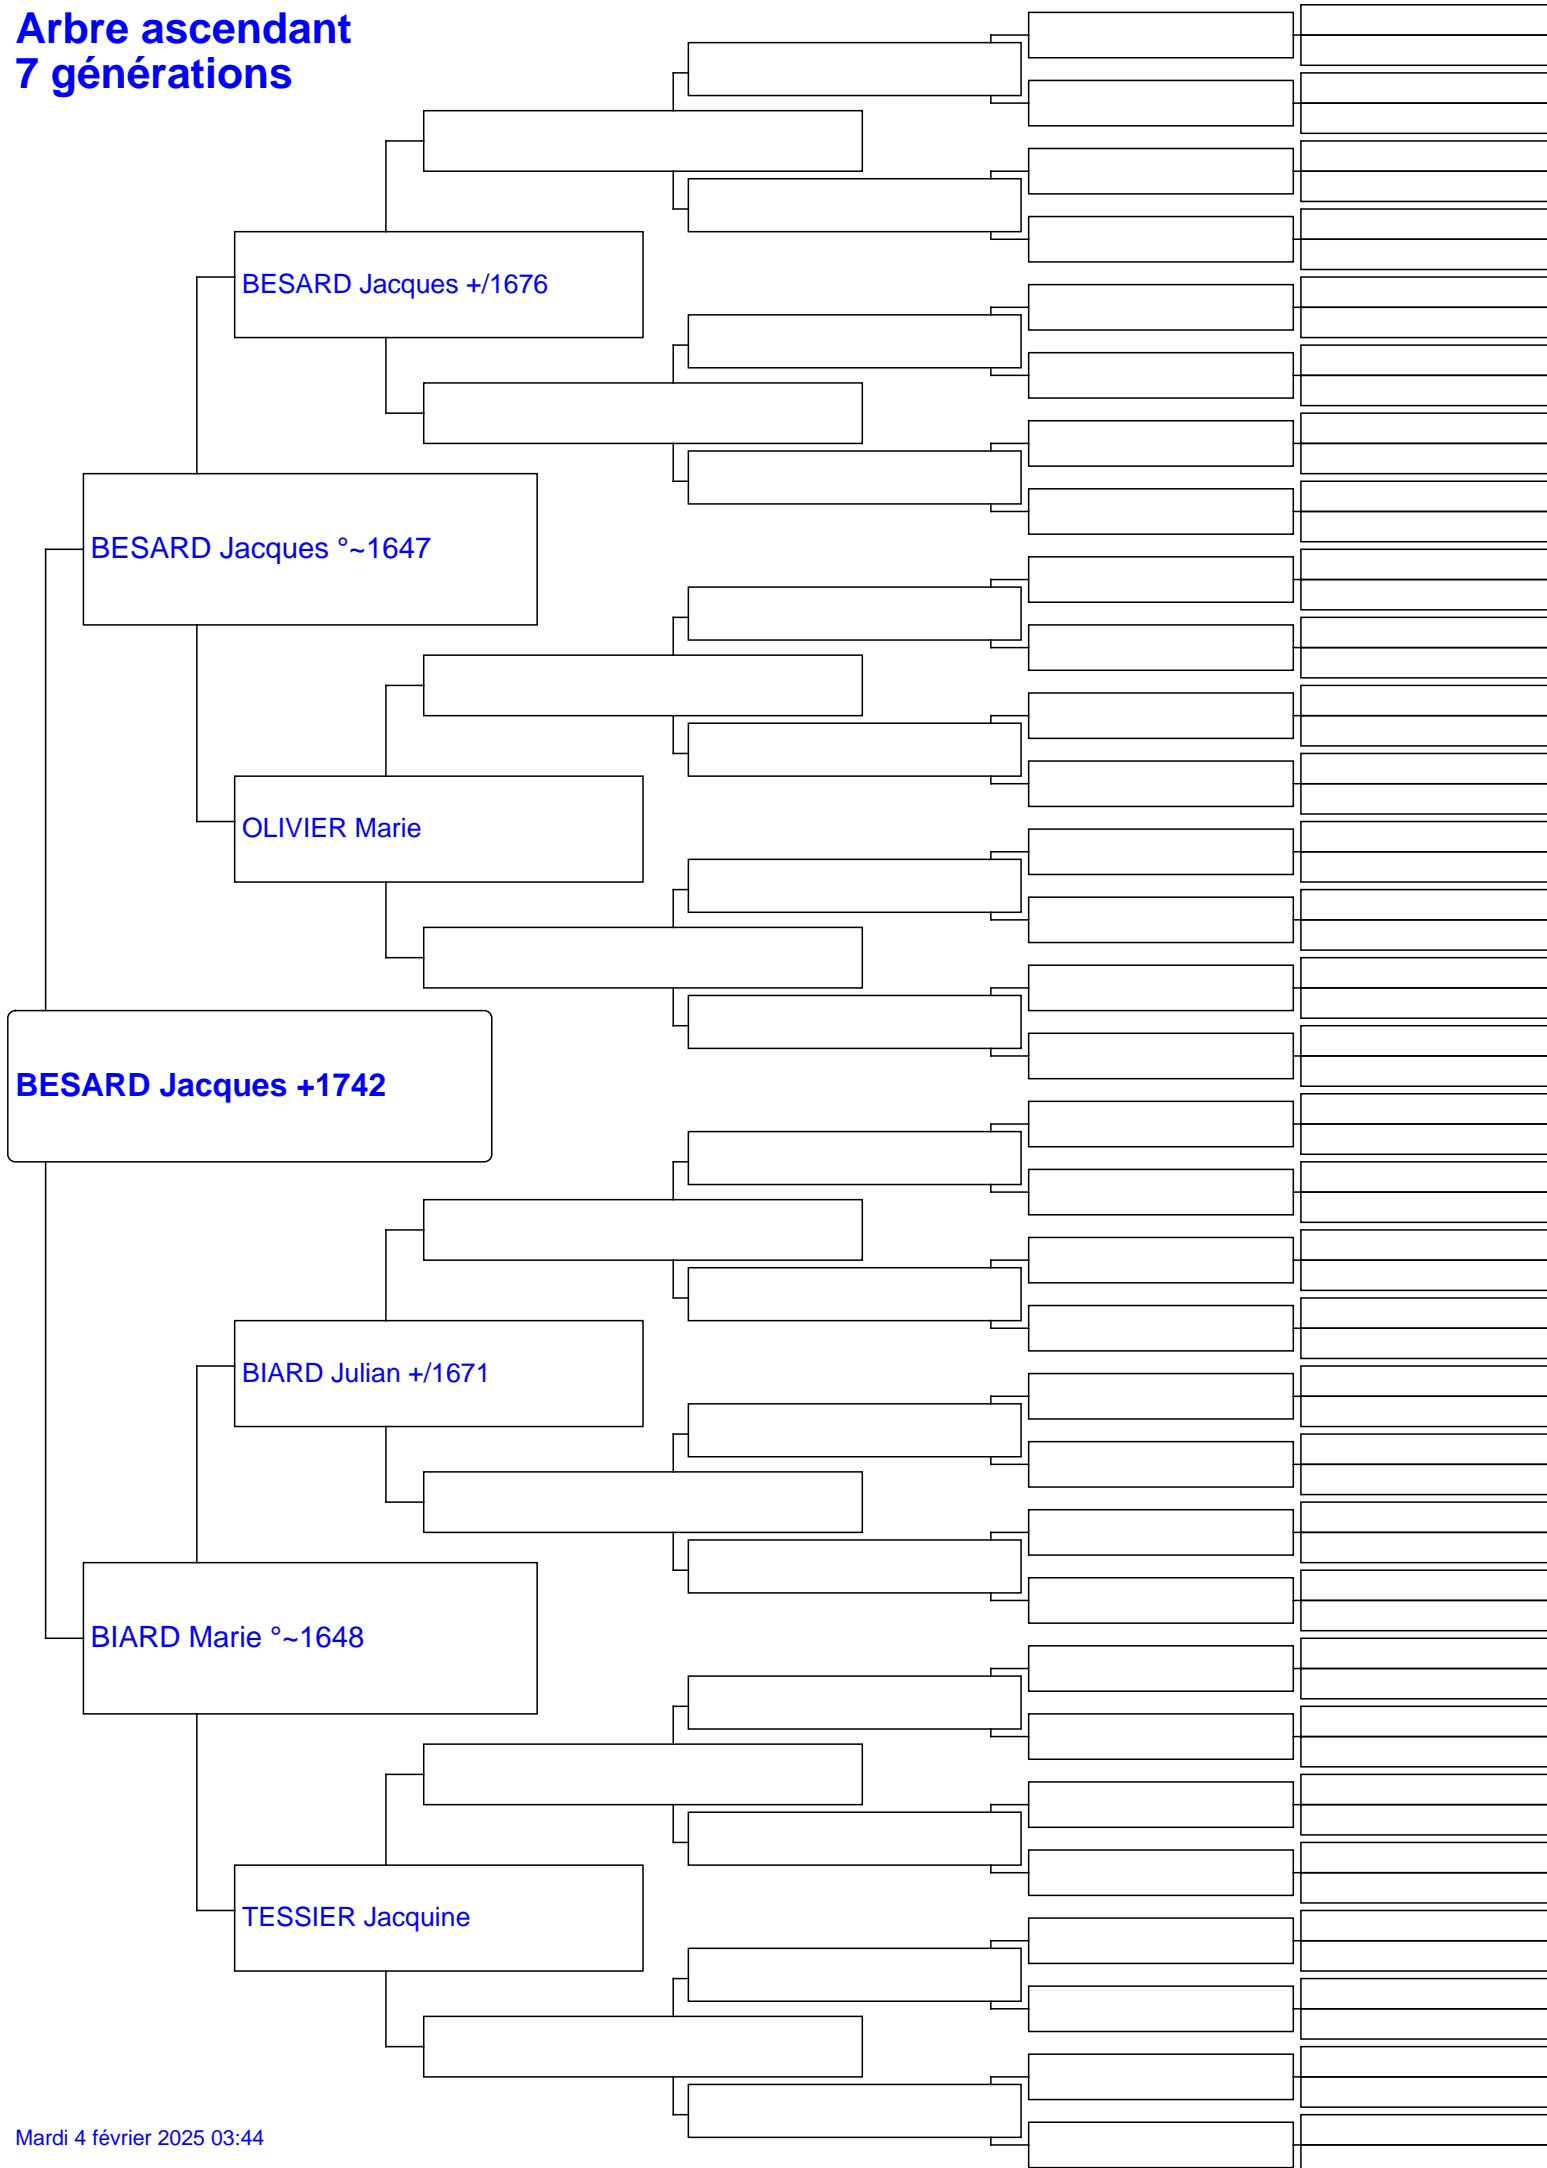 Arbre ascendant
7 générations
BESARD Jacques +/1676
BESARD Jacques °~1647
OLIVIER Marie
BESARD Jacques +1742
BIARD Julian +/1671
BIARD Marie °~1648
TESSIER Jacquine
Mardi 4 février 2025 03:44